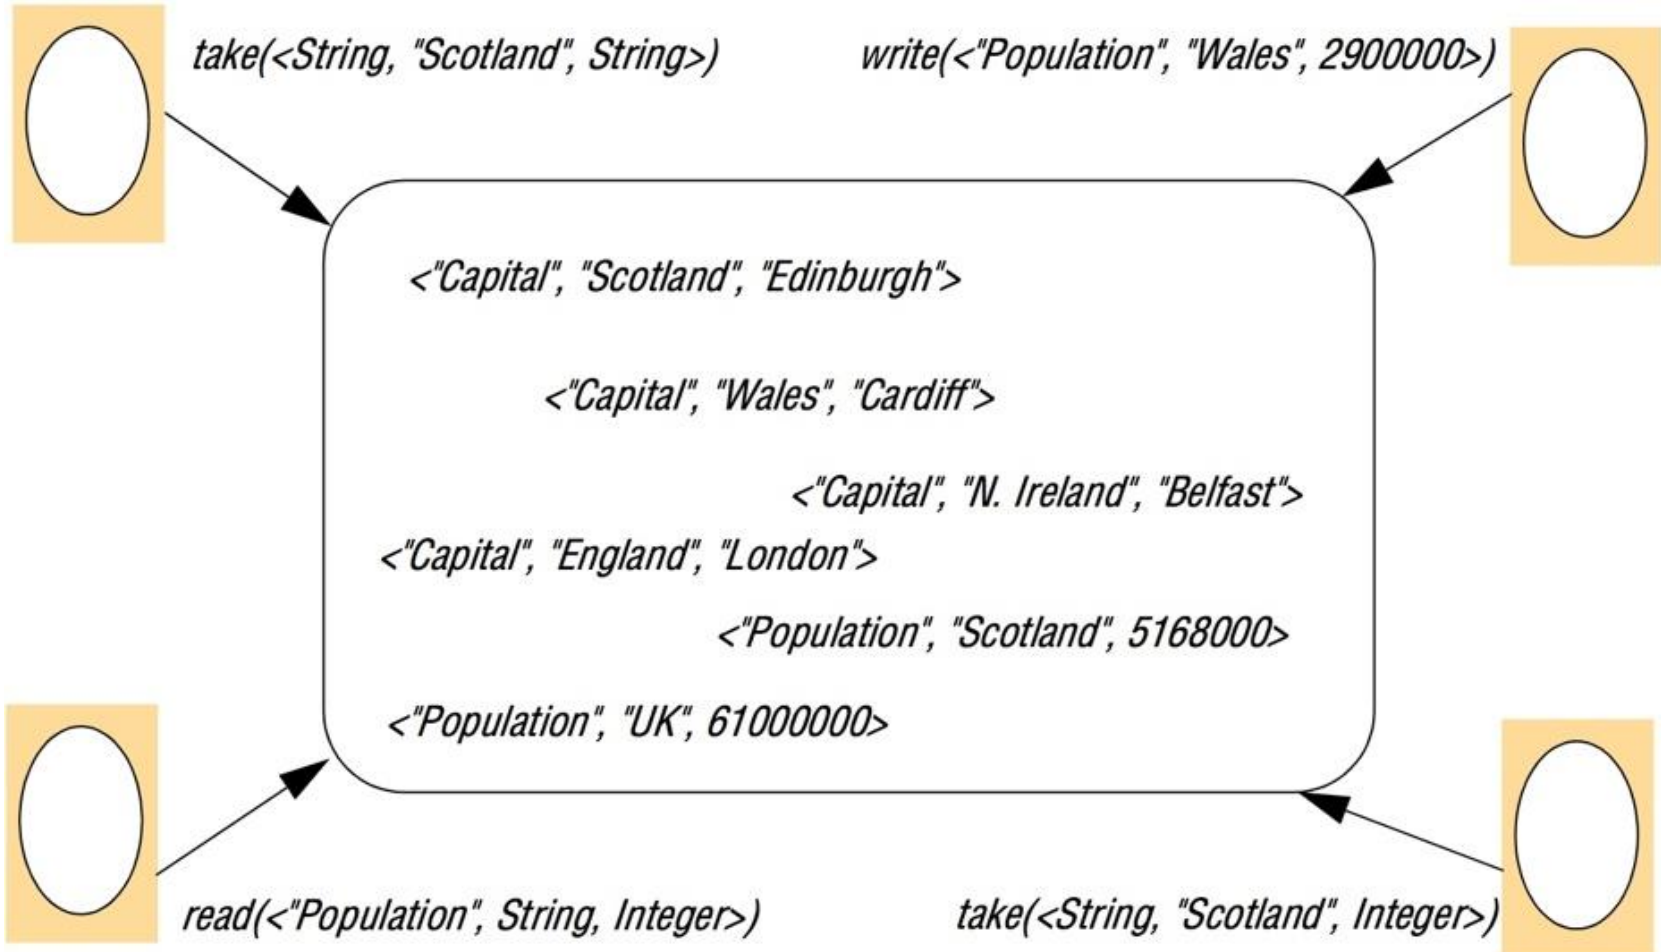 take(<String, "Scotland", String>)
write(<"Population", "Wales", 2900000>)
<"Capital", "Scotland", "Edinburgh">
<"Capital", "Wales", "Cardiff">
<"Capital", "N. Ireland", "Belfast">
<"Capital", "England", "London">
<"Population", "Scotland", 5168000>
<"Population", "UK", 61000000>
read(<"Population", String, Integer>)
take(<String, "Scotland", Integer>)